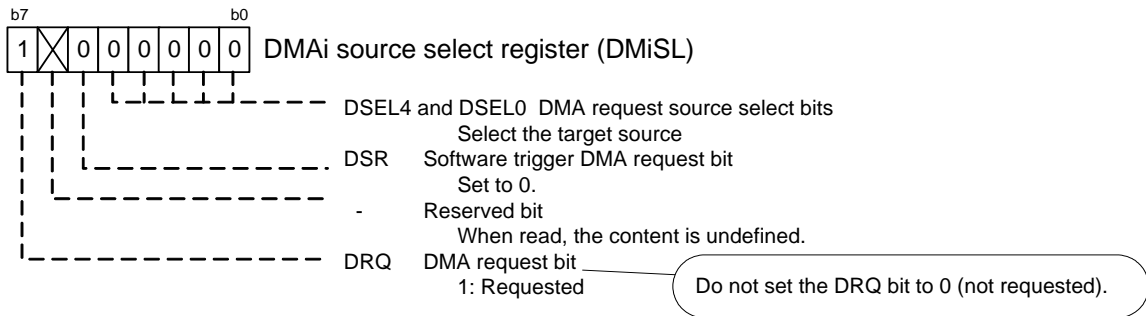 b7 b0
1 0 0 0 0 0 0 DMAi source select register (DMiSL)
DSEL4 and DSEL0 DMA request source select bits
Select the target source
DSR Software trigger DMA request bit
Set to 0.
- Reserved bit
When read, the content is undefined.
DRQ DMA request bit
1: Requested Do not set the DRQ bit to 0 (not requested).